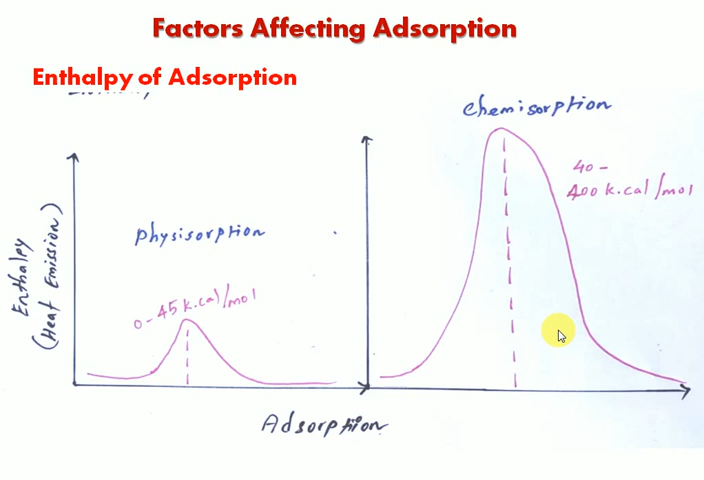 Factors Affecting Adsorption
Enthalpy of Adsorption
Chemisorption
40 -
400 k.cal/mol
Physisorption
0-45 k.cal/mol
Enthalpy
(Heat Emission)
Adsorption